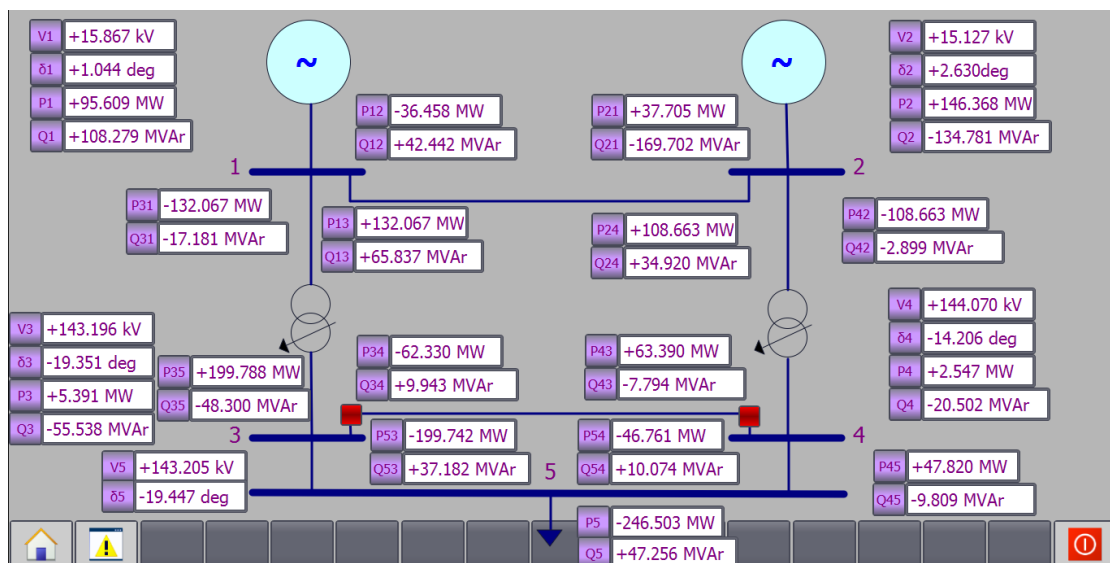 V1 +15.867 kV
δ1 +1.044 deg
P1 +95.609 MW
Q1 +108.279 MVAr
~
~
V2 +15.127 kV
δ2 +2.630deg
P2 +146.368 MW
Q2 -134.781 MVAr
P12 -36.458 MW
Q12 +42.442 MVAr
P21 +37.705 MW
Q21 -169.702 MVAr
1
2
P31 -132.067 MW
Q31 -17.181 MVAr
P13 +132.067 MW
Q13 +65.837 MVAr
P24 +108.663 MW
Q24 +34.920 MVAr
P42 -108.663 MW
Q42 -2.899 MVAr
V3 +143.196 kV
δ3 -19.351 deg
P3 +5.391 MW
Q3 -55.538 MVAr
P35 +199.788 MW
Q35 -48.300 MVAr
P34 -62.330 MW
Q34 +9.943 MVAr
P43 +63.390 MW
Q43 -7.794 MVAr
V4 +144.070 kV
δ4 -14.206 deg
P4 +2.547 MW
Q4 -20.502 MVAr
3
4
P53 -199.742 MW
Q53 +37.182 MVAr
P54 -46.761 MW
Q54 +10.074 MVAr
V5 +143.205 kV
δ5 -19.447 deg
5
P45 +47.820 MW
Q45 -9.809 MVAr
P5 -246.503 MW
Q5 +47.256 MVAr